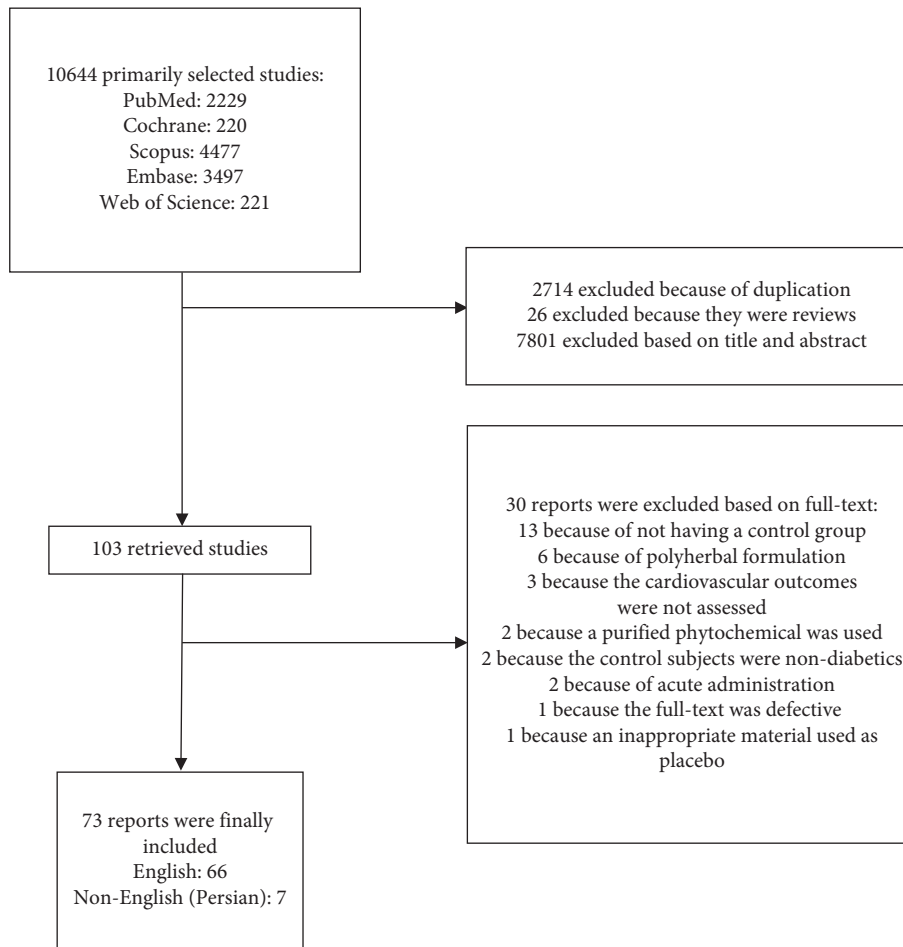 10644 primarily selected studies:
PubMed: 2229
Cochrane: 220
Scopus: 4477
Embase: 3497
Web of Science: 221
2714 excluded because of duplication
26 excluded because they were reviews
7801 excluded based on title and abstract
103 retrieved studies
30 reports were excluded based on full-text:
13 because of not having a control group
6 because of polyherbal formulation
3 because the cardiovascular outcomes
were not assessed
2 because a purified phytochemical was used
2 because the control subjects were non-diabetics
2 because of acute administration
1 because the full-text was defective
1 because an inappropriate material used as
placebo
73 reports were finally
included
English: 66
Non-English (Persian): 7